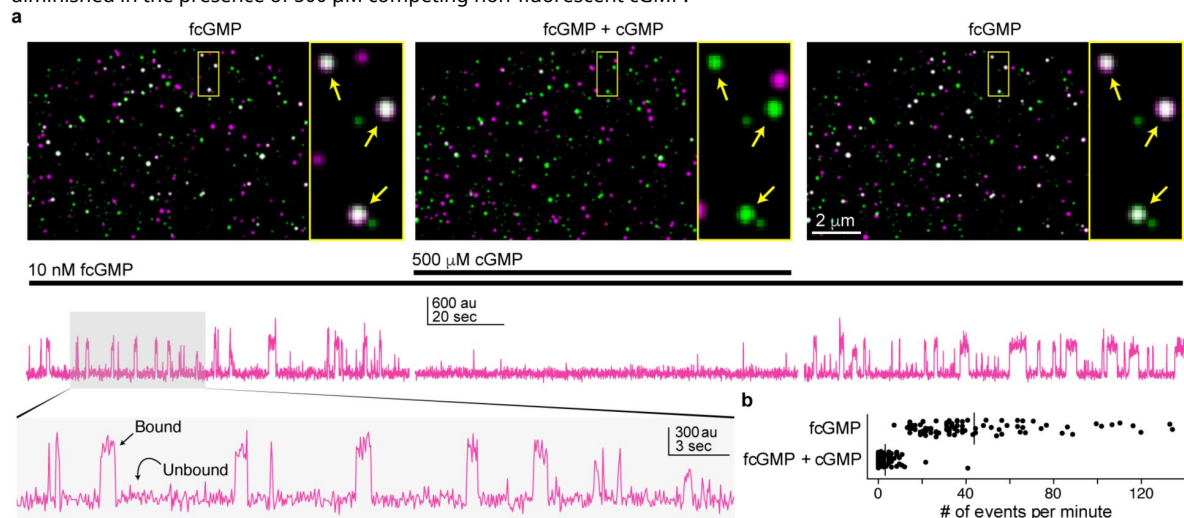 diminished in the presence of 500 µM competing non-fluorescent cGMP.
a
fcGMP
fcGMP + cGMP
fcGMP
2 µm
10 nM fcGMP
500 µM cGMP
600 au
20 sec
Bound
Unbound
300 au
3 sec
b
fcGMP
fcGMP + cGMP
0 40 80 120
# of events per minute